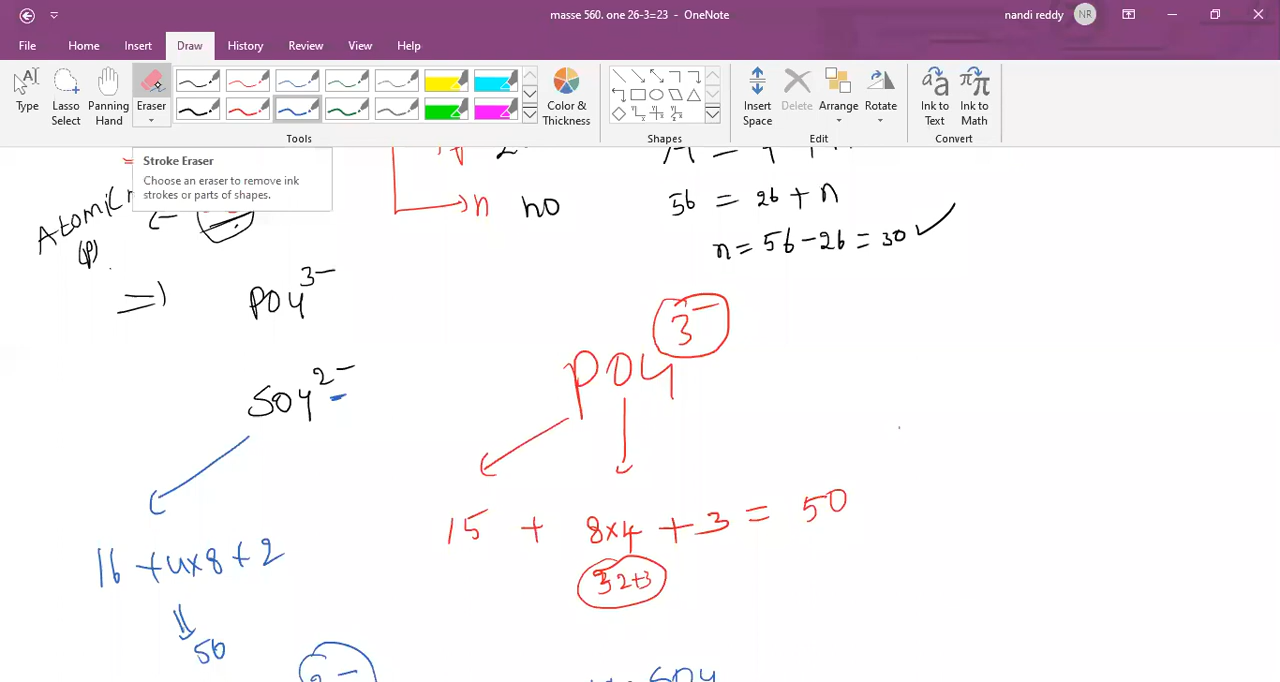 masse 560. one 26-3=23 - OneNote
nandi reddy NR
File Home Insert Draw History Review View Help
Type
Lasso Select
Panning Hand
Eraser
Color & Thickness
Insert Space
Delete
Arrange
Rotate
Ink to Text
Ink to Math
Tools
Shapes
Edit
Convert
Stroke Eraser
Choose an eraser to remove ink
strokes or parts of shapes.
Atomic
(P)
n no
56 = 26 + n
n = 56 - 26 = 30 ✓
=) PO4 3-
PO4 3-
SO4 2-
15 + 8x4 + 3 = 50
32+3
16 + 4x8 + 2
50
SO4